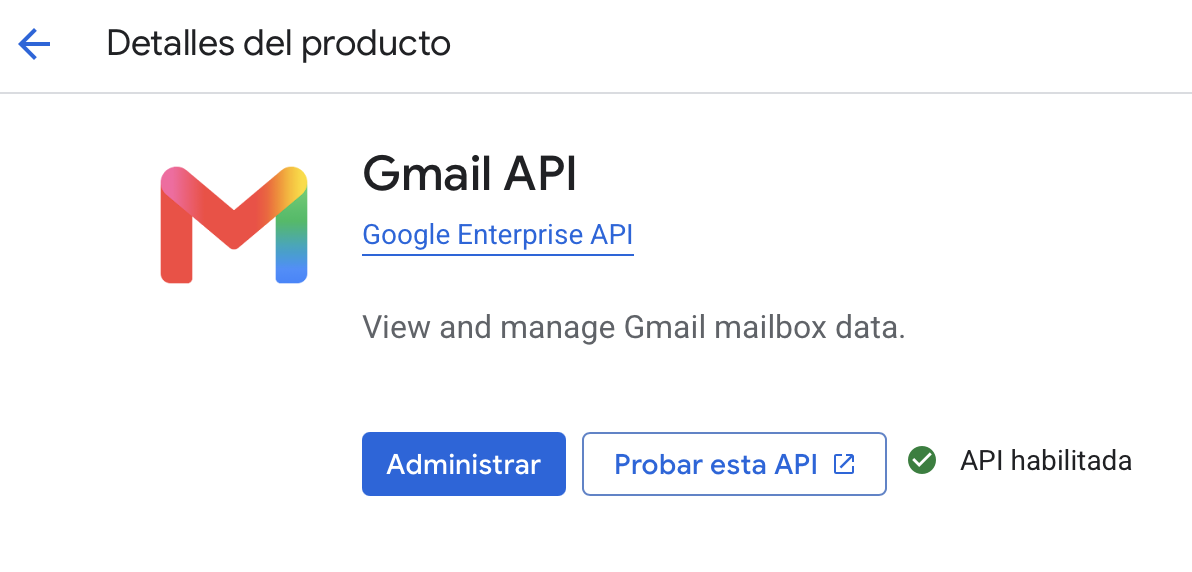 Detalles del producto
Gmail API
Google Enterprise API
View and manage Gmail mailbox data.
Administrar
Probar esta API
API habilitada